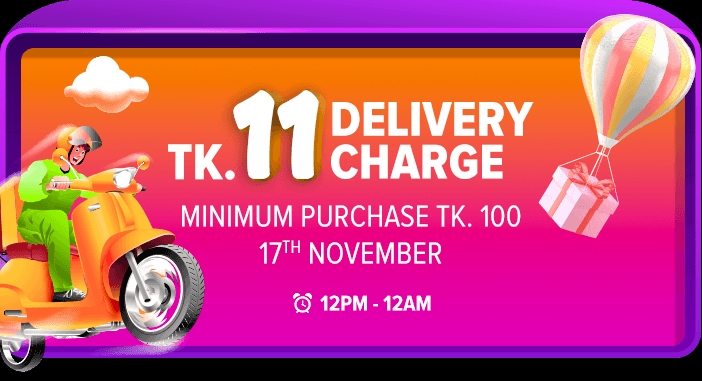 TK. 11 DELIVERY
CHARGE
MINIMUM PURCHASE TK. 100
17TH NOVEMBER
12PM - 12AM